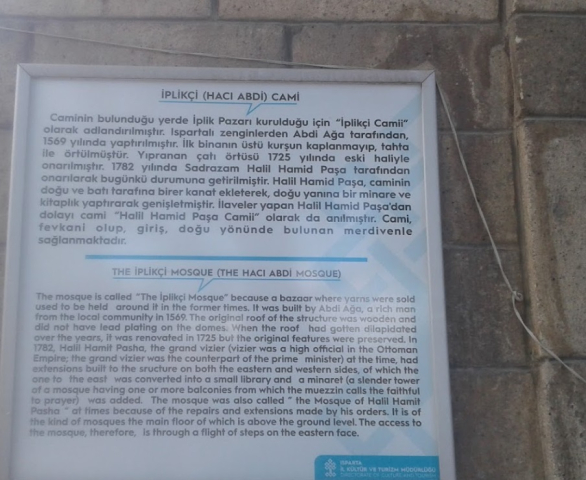 İPLİKÇİ (HACI ABDİ) CAMİ
Caminin bulunduğu yerde İplik Pazarı kurulduğu için "İplikçi Camii"
olarak adlandırılmıştır. Ispartalı zenginlerden Abdi Ağa tarafından,
1569 yılında yaptırılmıştır. İlk binanın üstü kurşun kaplanmayıp, tahta
ile örtülmüştür. Yıpranan çatı örtüsü 1725 yılında eski haliyle
onarılmıştır. 1782 yılında Sadrazam Halil Hamid Paşa tarafından
onarılarak bugünkü durumuna getirilmiştir. Halil Hamid Paşa, caminin
doğu ve batı tarafına birer kanat ekleterek, doğu yanına bir minare ve
kitaplık yaptırarak genişletmiştir. İlaveler yapan Halil Hamid Paşa'dan
dolayı cami "Halil Hamid Paşa Camii" olarak da anılmıştır. Cami,
fevkani olup, giriş, doğu yönünde bulunan merdivenle
sağlanmaktadır.
THE İPLİKÇİ MOSQUE (THE HACI ABDİ MOSQUE)
The mosque is called "The İplikçi Mosque" because a bazaar where yarns were sold
used to be held around it in the former times. It was built by Abdi Ağa, a rich man
from the local community in 1569. The original roof of the structure was wooden and
did not have lead plating on the domes. When the roof had gotten dilapidated
over the years, it was renovated in 1725 but the original features were preserved. In
1782, Halil Hamit Pasha, the grand vizier (vizier was a high official in the Ottoman
Empire; the grand vizier was the counterpart of the prime minister) at the time, had
extensions built to the sructure on both the eastern and western sides, of which the
one to the east was converted into a small library and a minaret (a slender tower
of a mosque having one or more balconies from which the muezzin calls the faithful
to prayer) was added. The mosque was also called " the Mosque of Halil Hamit
Pasha " at times because of the repairs and extensions made by his orders. It is of
the kind of mosques the main floor of which is above the ground level. The access to
the mosque, therefore, is through a flight of steps on the eastern face.
ISPARTA
İL KÜLTÜR VE TURİZM MÜDÜRLÜĞÜ
DIRECTORATE OF CULTURE AND TOURISM